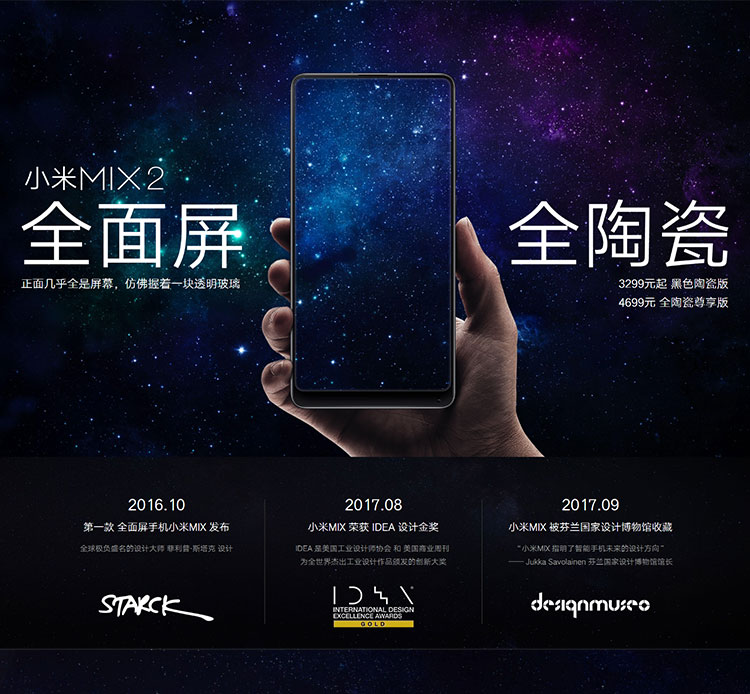 小米MIX 2
全面屏
正面几乎全是屏幕，仿佛握着一块透明玻璃
全陶瓷
3299元起 黑色陶瓷版
4699元 全陶瓷尊享版
2016.10
第一款 全面屏手机小米MIX 发布
全球极负盛名的设计大师 菲利普·斯塔克 设计
STARCK
2017.08
小米MIX 荣获 IDEA 设计金奖
IDEA 是美国工业设计师协会 和 美国商业周刊
为全世界杰出工业设计作品颁发的创新大奖
IDEA
INTERNATIONAL DESIGN
EXCELLENCE AWARDS
GOLD
2017.09
小米MIX 被芬兰国家设计博物馆收藏
“小米MIX 指明了智能手机未来的设计方向”
—— Jukka Savolainen 芬兰国家设计博物馆馆长
designmuseo